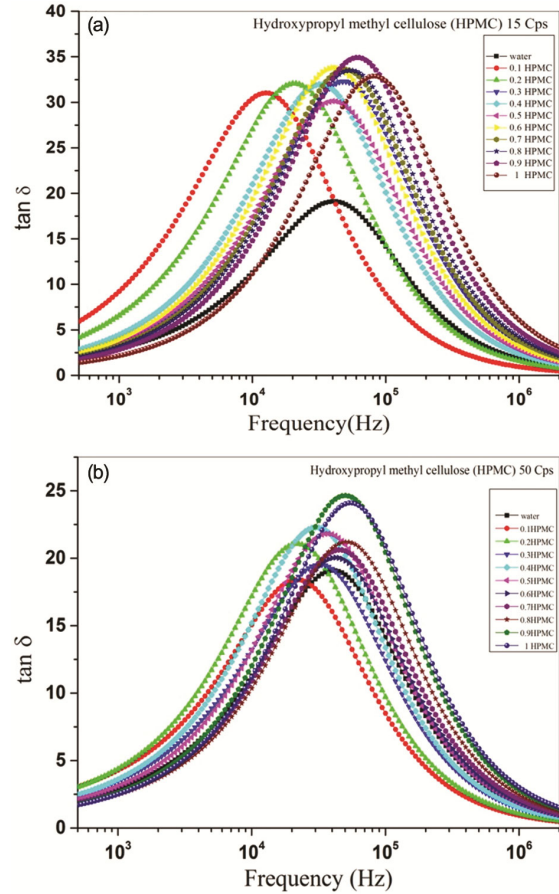 (a)
Hydroxypropyl methyl cellulose (HPMC) 15 Cps
40
35
30
25
20
15
10
5
0
tan δ
water
0.1 HPMC
0.2 HPMC
0.3 HPMC
0.4 HPMC
0.5 HPMC
0.6 HPMC
0.7 HPMC
0.8 HPMC
0.9 HPMC
1 HPMC
10³
10⁴
10⁵
10⁶
Frequency(Hz)
(b)
Hydroxypropyl methyl cellulose (HPMC) 50 Cps
25
20
15
10
5
0
tan δ
water
0.1HPMC
0.2HPMC
0.3HPMC
0.4HPMC
0.5HPMC
0.6HPMC
0.7HPMC
0.8HPMC
0.9HPMC
1 HPMC
10³
10⁴
10⁵
10⁶
Frequency (Hz)